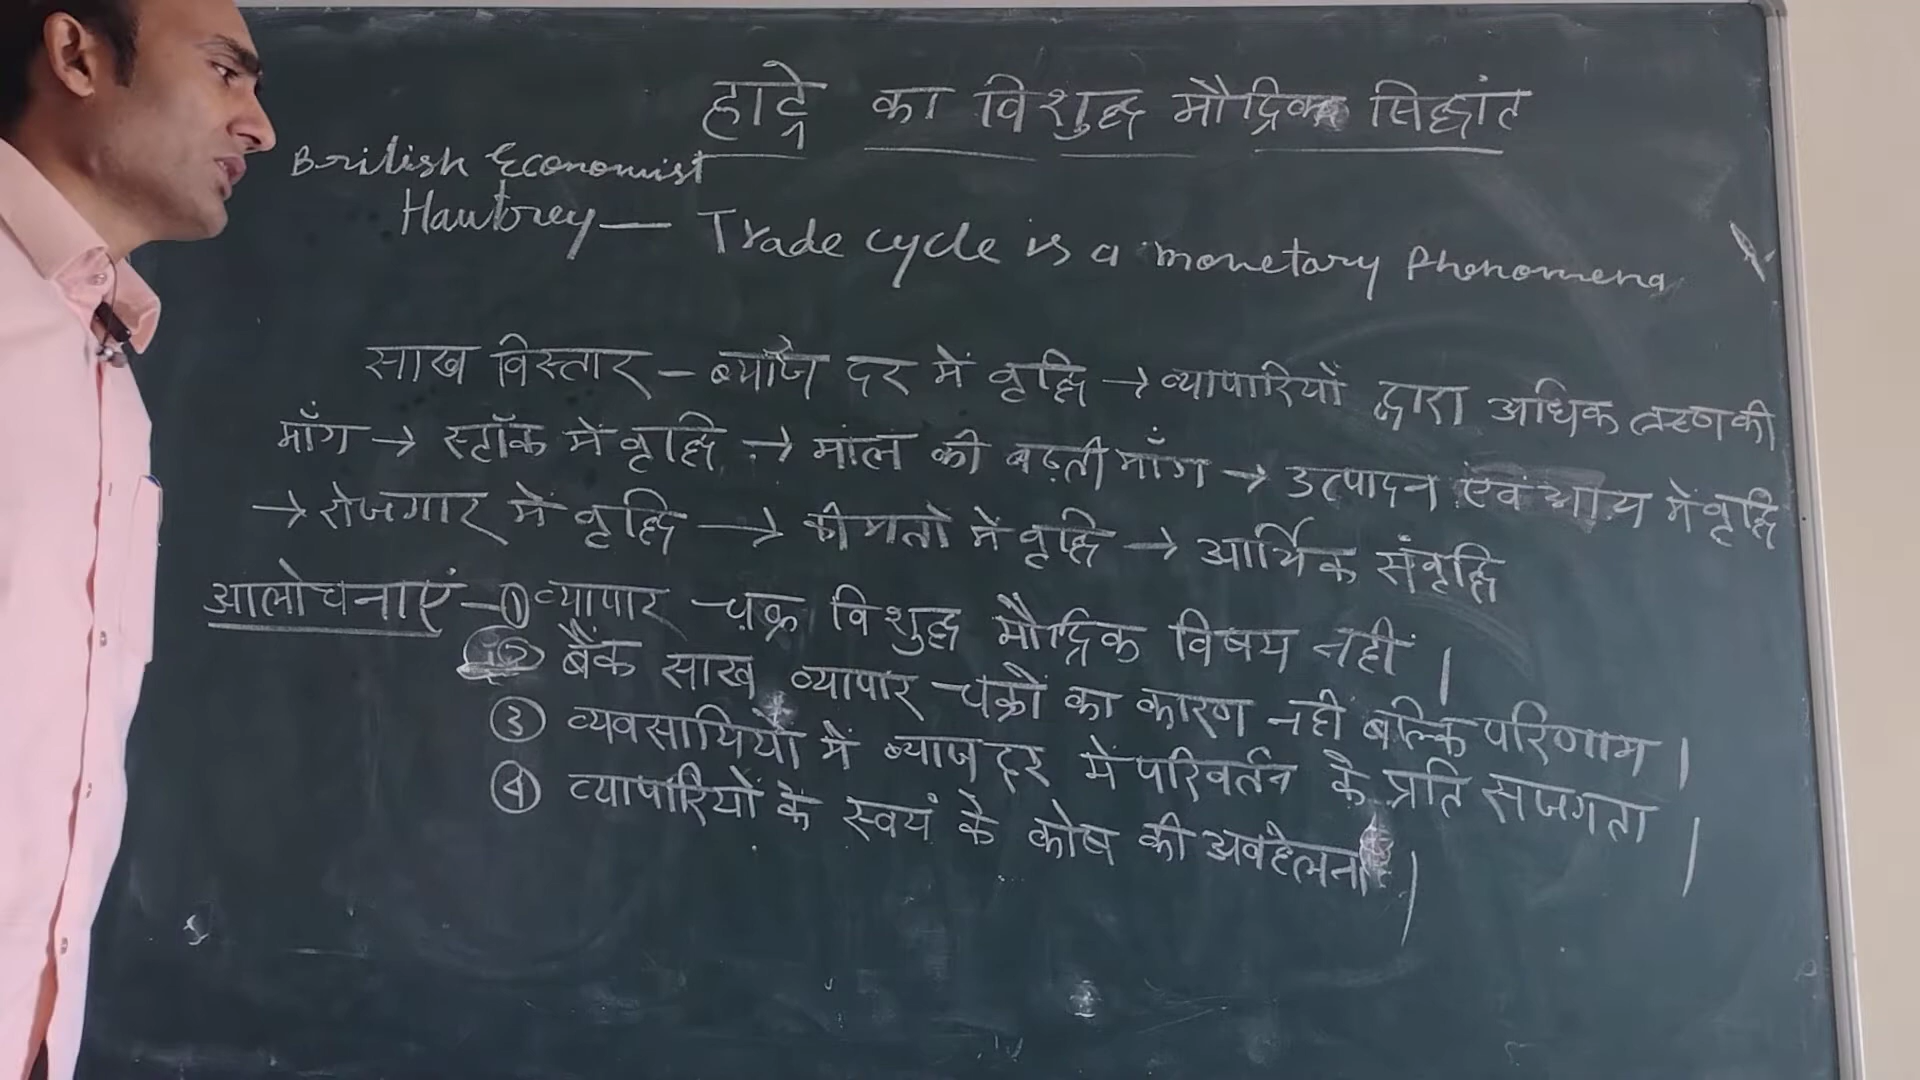 हाट्रे का विशुद्ध मौद्रिक सिद्धांत
British Economist
Hawtrey — Trade cycle is a monetary Phenomena
साख विस्तार - ब्याज दर में वृद्धि → व्यापारियों द्वारा अधिक ऋण की
माँग → स्टॉक में वृद्धि → माल की बढ़ती माँग → उत्पादन एवं आय में वृद्धि
→ रोजगार में वृद्धि → कीमतों में वृद्धि → आर्थिक संवृद्धि
आलोचनाएं - ① व्यापार चक्र विशुद्ध मौद्रिक विषय नहीं ।
② बैंक साख व्यापार चक्रों का कारण नहीं बल्कि परिणाम ।
③ व्यवसायियों में ब्याज दर में परिवर्तन के प्रति सजगता ।
④ व्यापारियों के स्वयं के कोष की अवहेलना ।